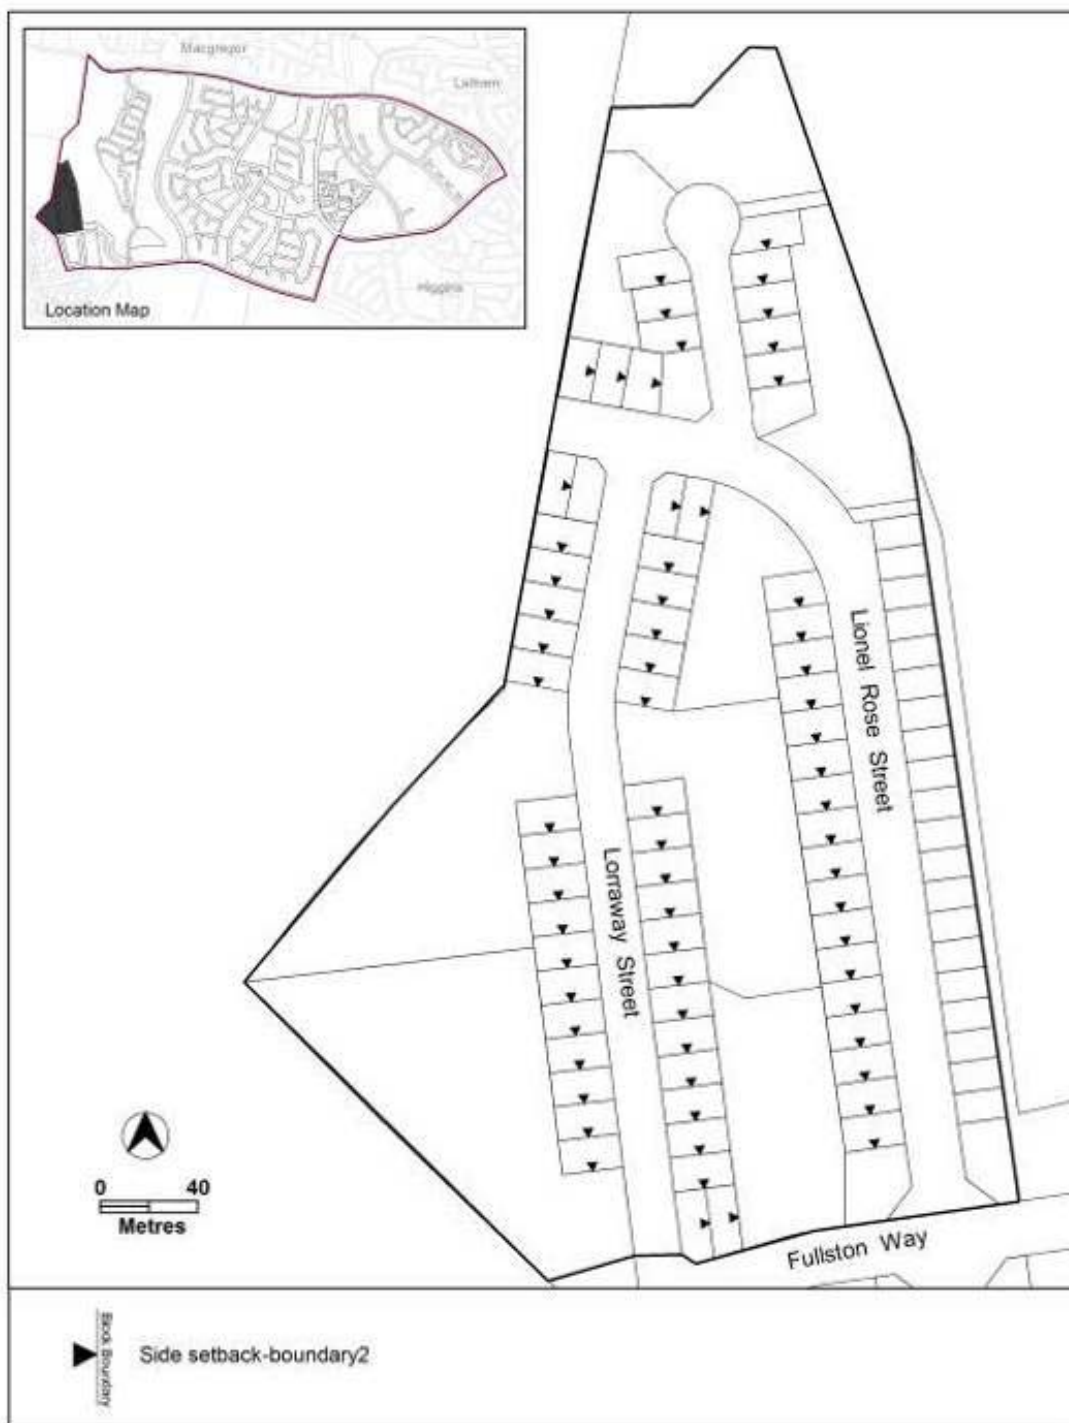 Macgregor
Latham
Higgins
Location Map
Lionel Rose Street
Lorraway Street
Fullston Way
0 40
Metres
Block Boundary
Side setback-boundary2